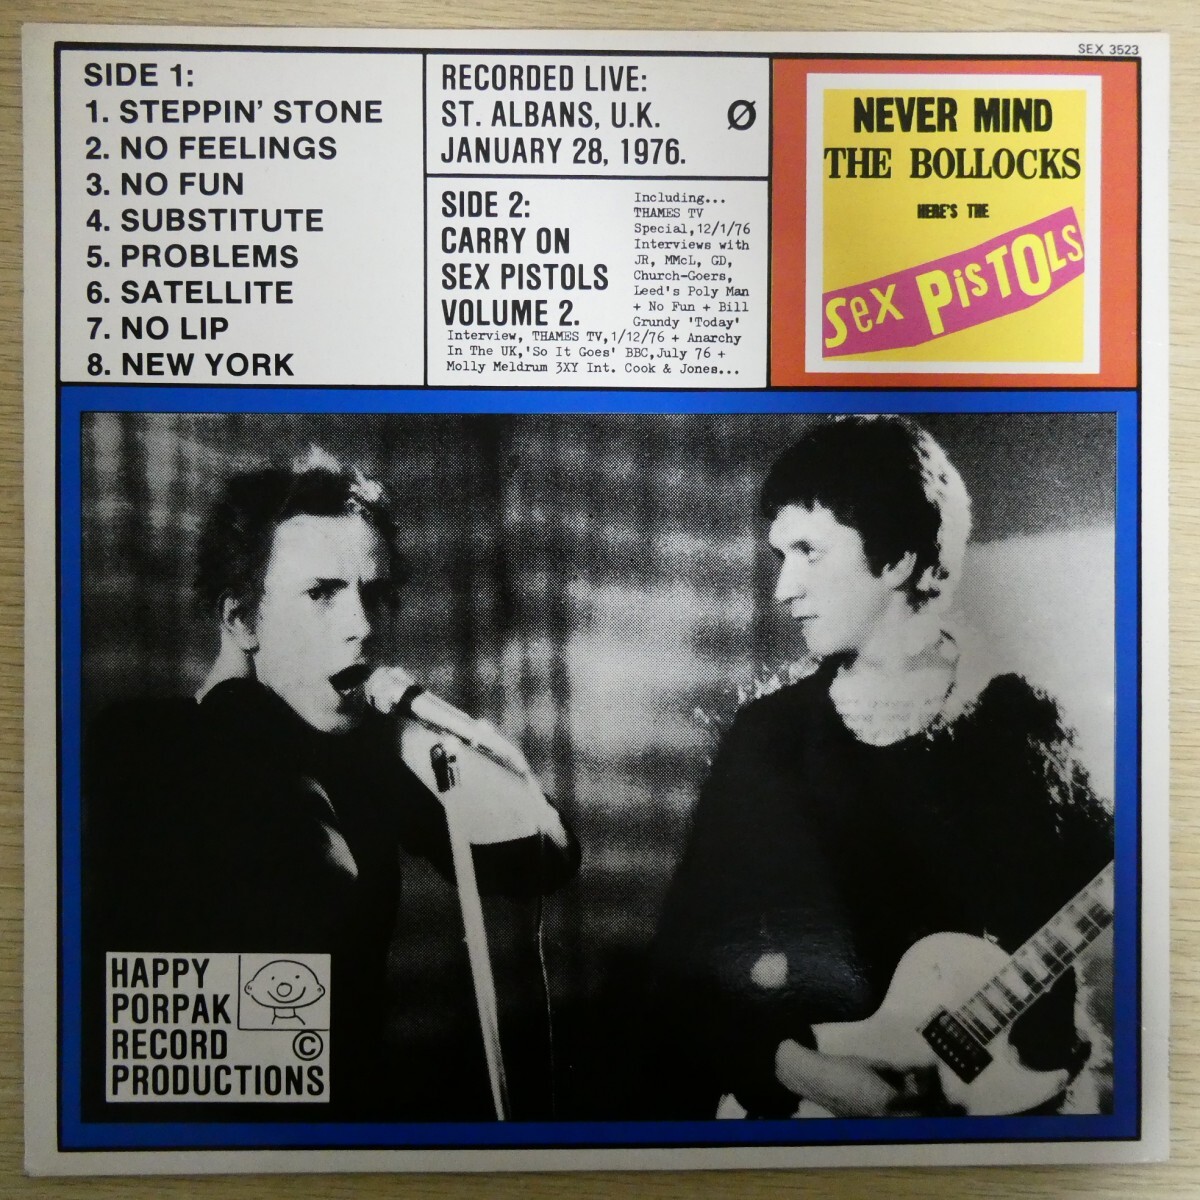 SEX 3523
SIDE 1:
1. STEPPIN' STONE
2. NO FEELINGS
3. NO FUN
4. SUBSTITUTE
5. PROBLEMS
6. SATELLITE
7. NO LIP
8. NEW YORK
RECORDED LIVE:
ST. ALBANS, U.K. Ø
JANUARY 28, 1976.
SIDE 2:
CARRY ON
SEX PISTOLS
VOLUME 2.
Including...
THAMES TV
Special,12/1/76
Interviews with
JR, MMcL, GD,
Church-Goers,
Leed's Poly Man
+ No Fun + Bill
Grundy 'Today'
Interview, THAMES TV,1/12/76 + Anarchy
In The UK,'So It Goes' BBC,July 76 +
Molly Meldrum 3XY Int. Cook & Jones...
NEVER MIND
THE BOLLOCKS
HERE'S THE
Sex PisTOLs
HAPPY
PORPAK
RECORD ©
PRODUCTIONS